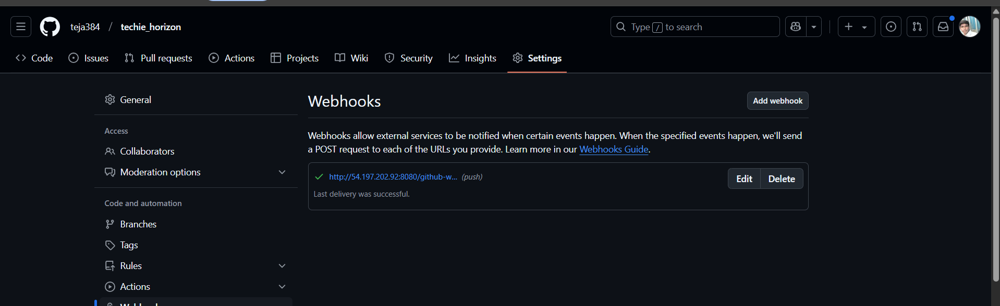 teja384 / techie_horizon
Type / to search
Code Issues Pull requests Actions Projects Wiki Security Insights Settings
General
Access
Collaborators
Moderation options
Code and automation
Branches
Tags
Rules
Actions
Webhooks
Add webhook
Webhooks allow external services to be notified when certain events happen. When the specified events happen, we'll send
a POST request to each of the URLs you provide. Learn more in our Webhooks Guide.
http://54.197.202.92:8080/github-w... (push)
Edit Delete
Last delivery was successful.